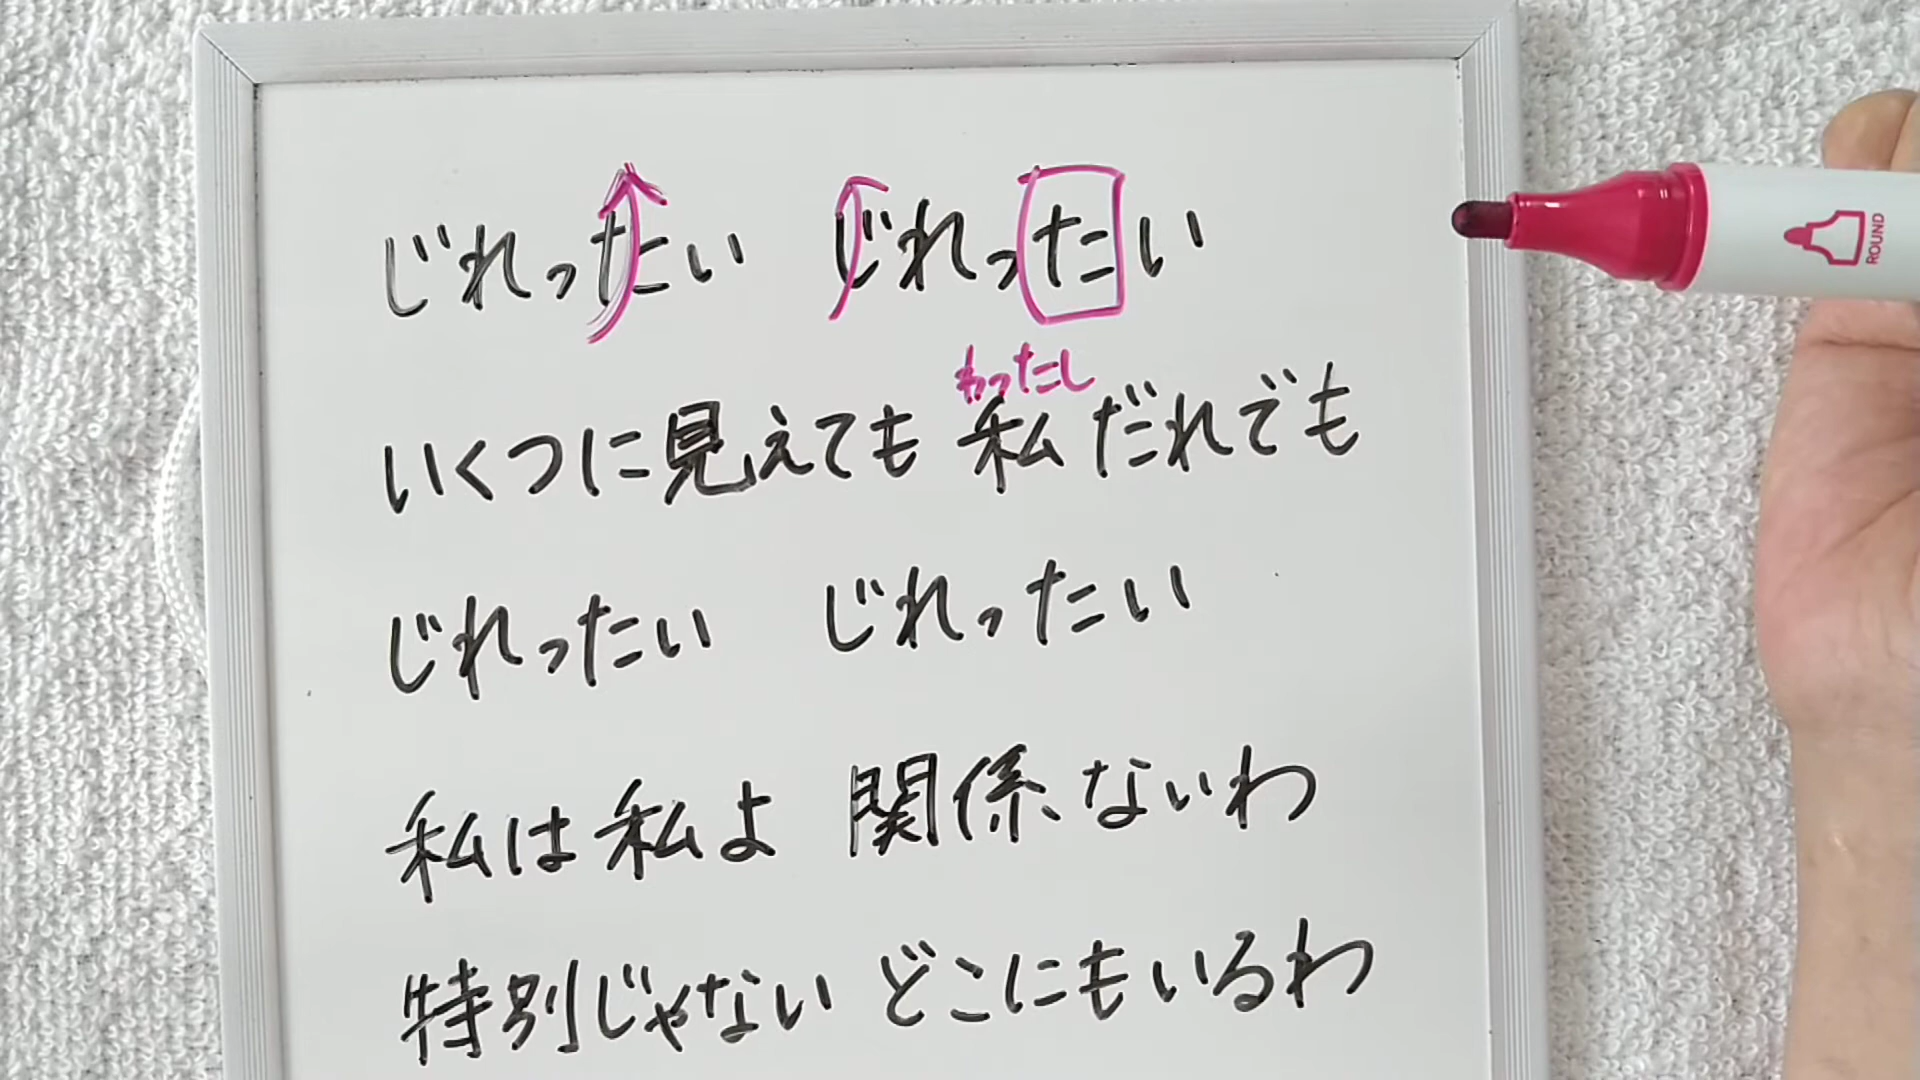 じれったい じれったい
わったし
いくつに見えても 私だれでも
じれったい じれったい
私は私よ 関係ないわ
特別じゃない どこにもいるわ
ROUND